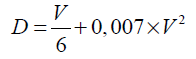 D = V/6 + 0,007×V²